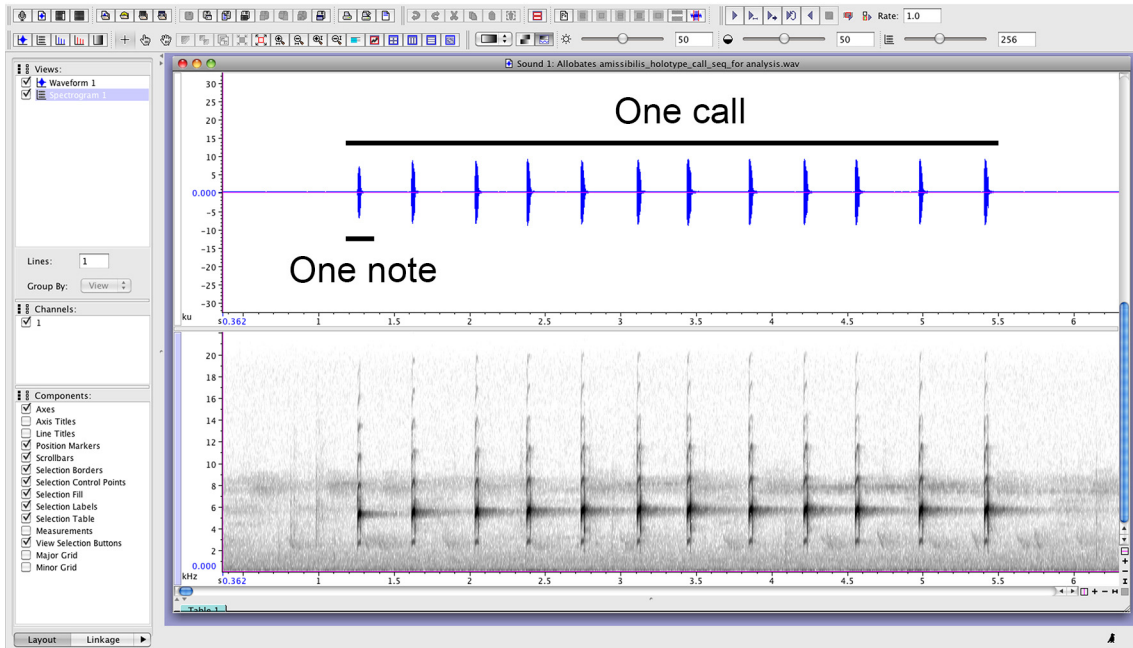 Rate: 1.0
50
50
256
Views:
Waveform 1
Spectrogram 1
Lines: 1
Group By: View
Channels:
1
Components:
Axes
Axis Titles
Line Titles
Position Markers
Scrollbars
Selection Borders
Selection Control Points
Selection Fill
Selection Labels
Selection Table
Measurements
View Selection Buttons
Major Grid
Minor Grid
Layout Linkage
Sound 1: Allobates amissibilis_holotype_call_seq_for analysis.wav
One call
One note
30
25
20
15
10
5
0.000
-5
-10
-15
-20
-25
-30
ku
s0.362 1 1.5 2 2.5 3 3.5 4 4.5 5 5.5 6
20
18
16
14
12
10
8
6
4
2
0.000
kHz
s0.362 1 1.5 2 2.5 3 3.5 4 4.5 5 5.5 6
Table 1